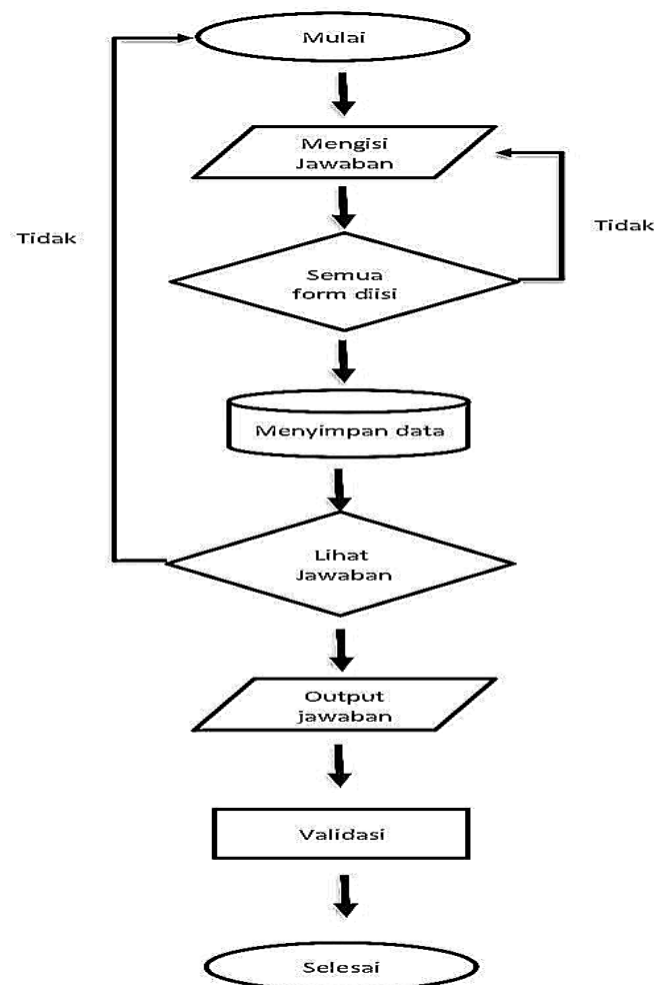 Mulai
Mengisi
Jawaban
Tidak
Tidak
Semua
form diisi
Menyimpan data
Lihat
Jawaban
Output
jawaban
Validasi
Selesai